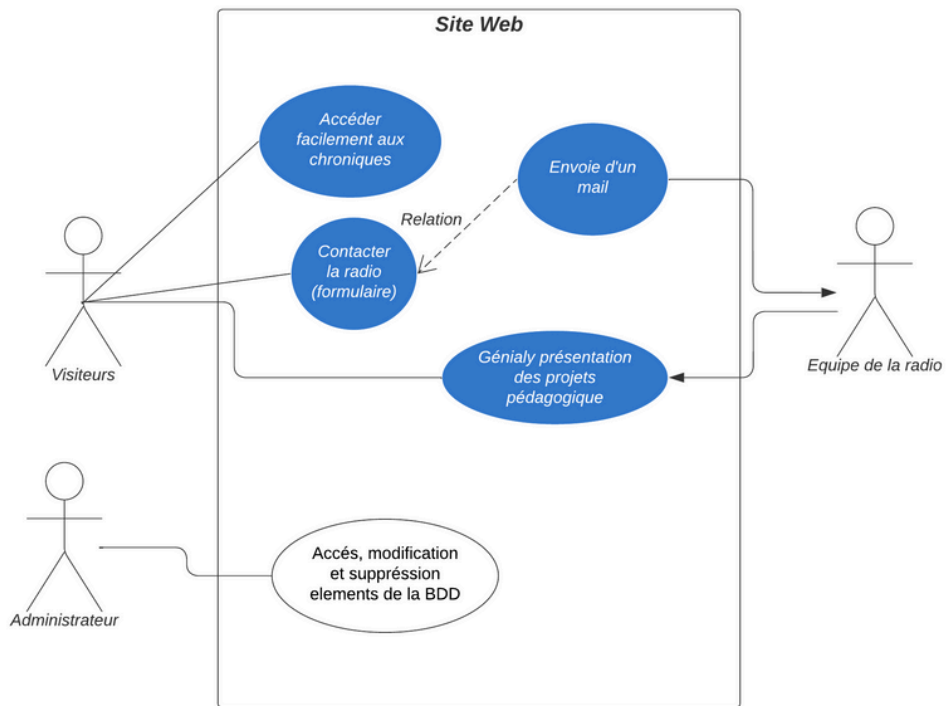 Site Web
Accéder
facilement aux
chroniques
Envoie d'un
mail
Relation
Contacter
la radio
(formulaire)
Visiteurs
Génialy présentation
des projets
pédagogique
Equipe de la radio
Accés, modification
et suppréssion
elements de la BDD
Administrateur